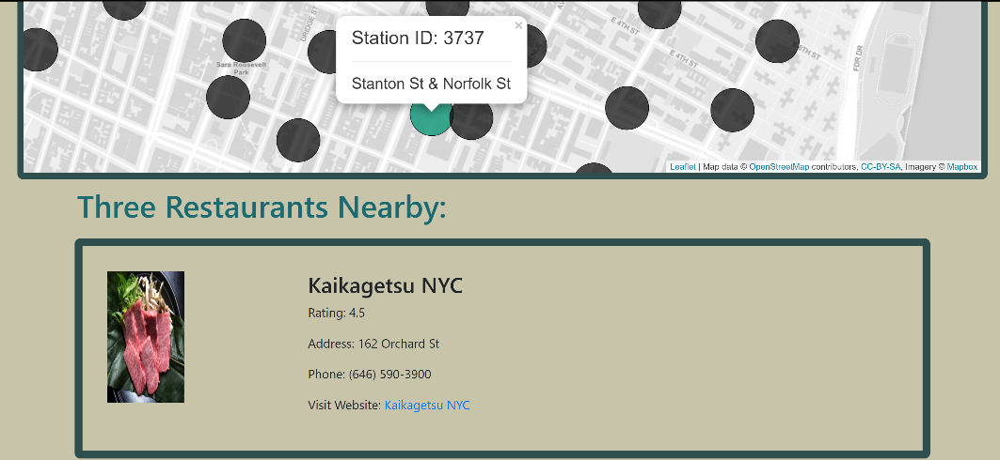 DRIDGE ST
E 4TH ST
E 4TH ST
FDR DR
Sara Roosevelt
Park
Station ID: 3737
×
Stanton St & Norfolk St
Leaflet | Map data © OpenStreetMap contributors, CC-BY-SA, Imagery © Mapbox
Three Restaurants Nearby:
Kaikagetsu NYC
Rating: 4.5
Address: 162 Orchard St
Phone: (646) 590-3900
Visit Website: Kaikagetsu NYC